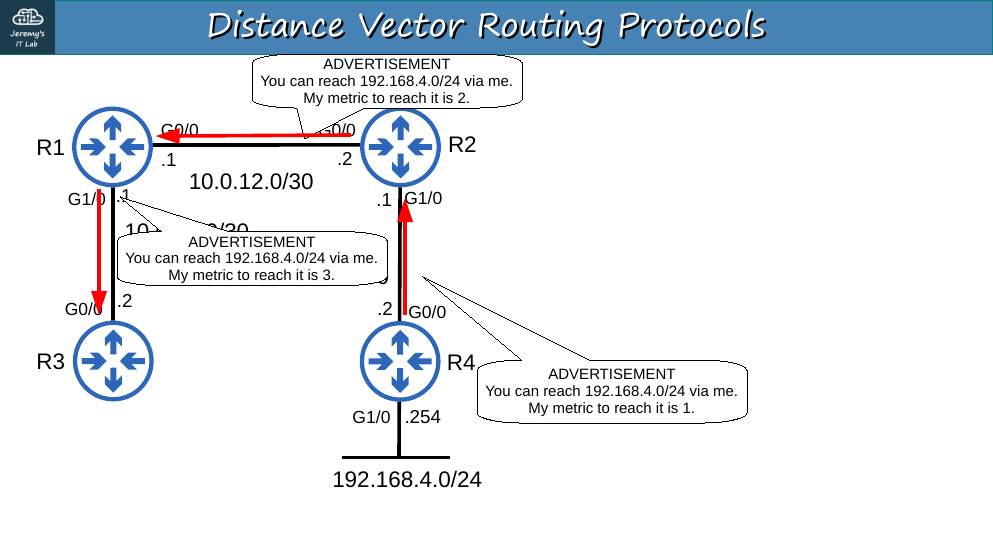 Jeremy's
IT Lab
Distance Vector Routing Protocols
ADVERTISEMENT
You can reach 192.168.4.0/24 via me.
My metric to reach it is 2.
R1
G0/0
G0/0
R2
.1
.2
10.0.12.0/30
G1/0
.1
.1
G1/0
10
/30
ADVERTISEMENT
You can reach 192.168.4.0/24 via me.
My metric to reach it is 3.
G0/0
.2
.2
G0/0
R3
R4
ADVERTISEMENT
You can reach 192.168.4.0/24 via me.
My metric to reach it is 1.
G1/0
.254
192.168.4.0/24